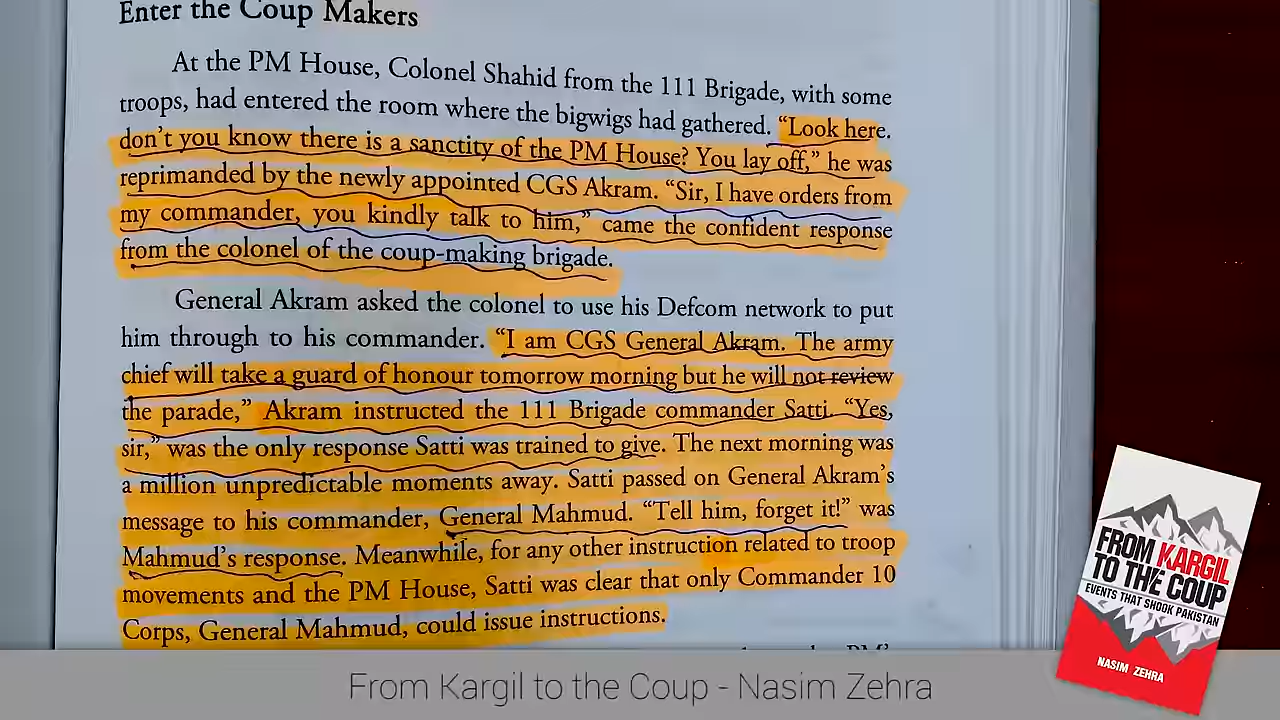 Enter the Coup Makers
At the PM House, Colonel Shahid from the 111 Brigade, with some
troops, had entered the room where the bigwigs had gathered. “Look here.
don’t you know there is a sanctity of the PM House? You lay off,” he was
reprimanded by the newly appointed CGS Akram. “Sir, I have orders from
my commander, you kindly talk to him,” came the confident response
from the colonel of the coup-making brigade.
General Akram asked the colonel to use his Defcom network to put
him through to his commander. “I am CGS General Akram. The army
chief will take a guard of honour tomorrow morning but he will not review
the parade,” Akram instructed the 111 Brigade commander Satti. “Yes,
sir,” was the only response Satti was trained to give. The next morning was
a million unpredictable moments away. Satti passed on General Akram’s
message to his commander, General Mahmud. “Tell him, forget it!” was
Mahmud’s response. Meanwhile, for any other instruction related to troop
movements and the PM House, Satti was clear that only Commander 10
Corps, General Mahmud, could issue instructions.
FROM KARGIL
TO THE COUP
EVENTS THAT SHOOK PAKISTAN
NASIM ZEHRA
From Kargil to the Coup - Nasim Zehra